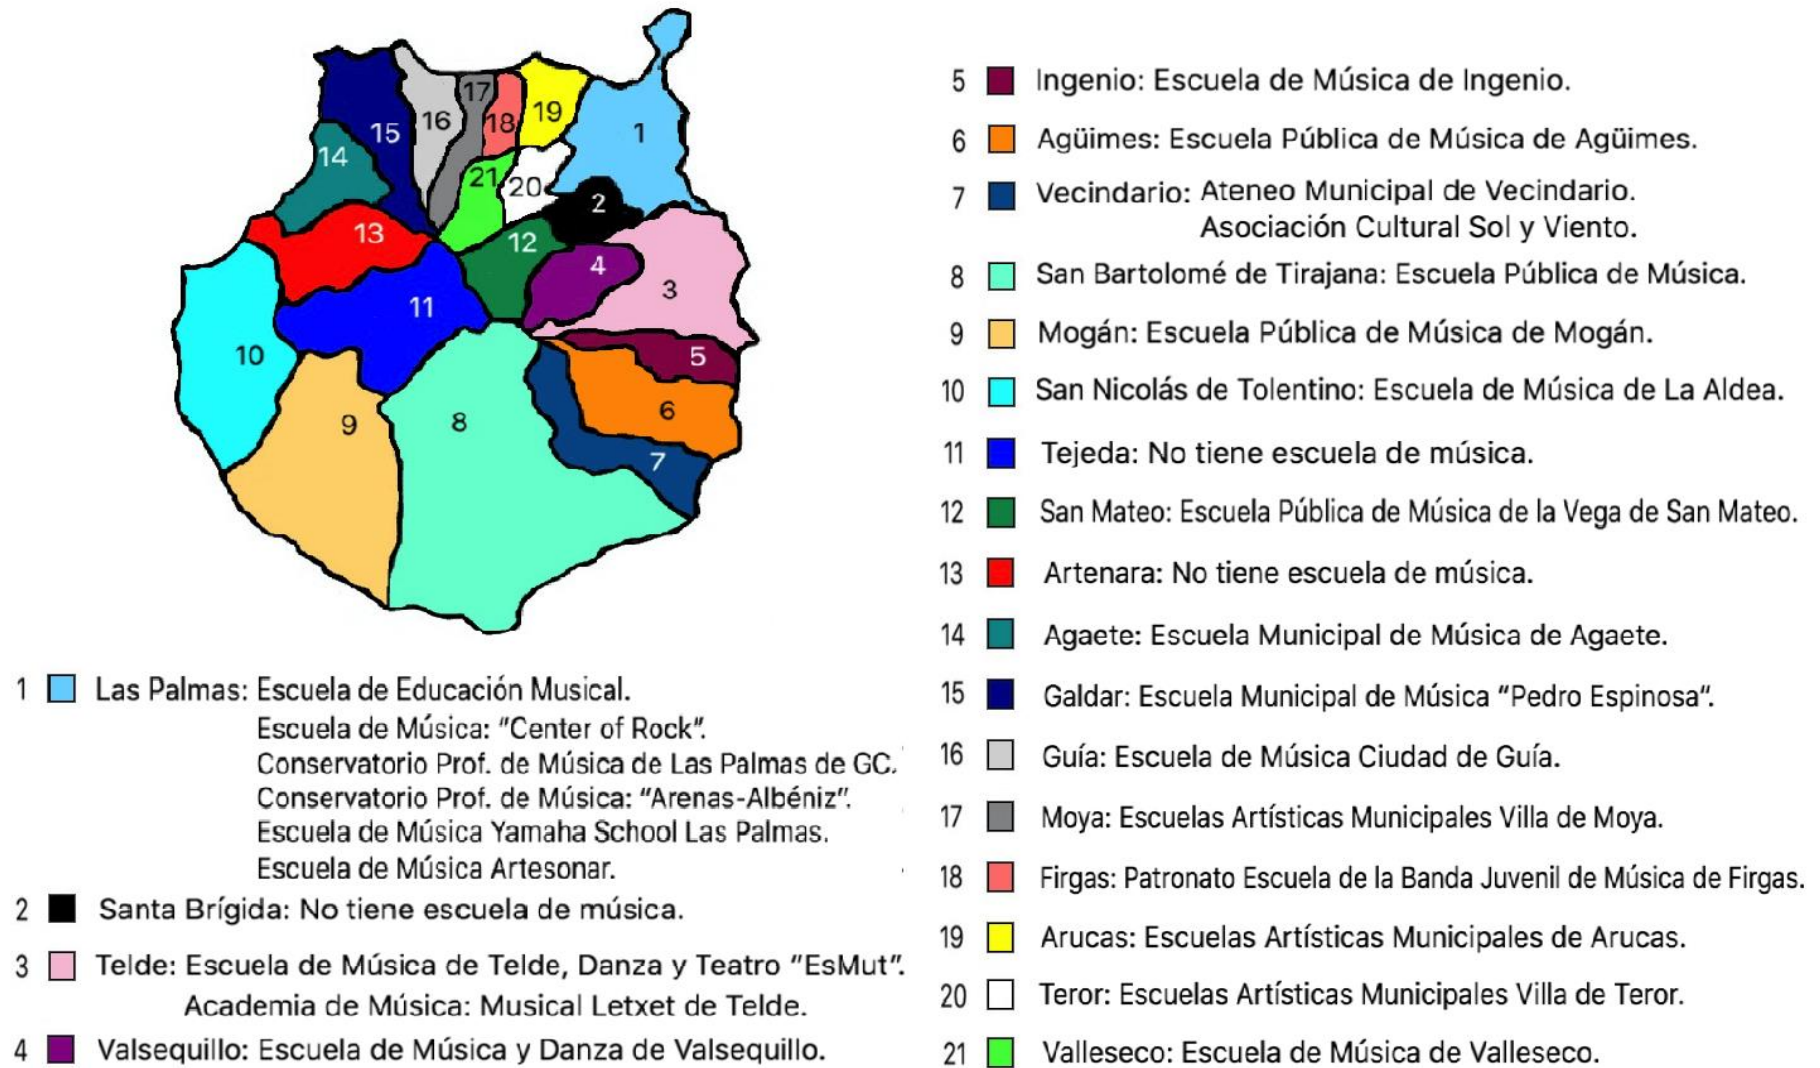 17
19
16
18
1
15
14
21
20
2
13
12
4
3
11
10
5
9
8
6
7
1 Las Palmas: Escuela de Educación Musical.
Escuela de Música: “Center of Rock”.
Conservatorio Prof. de Música de Las Palmas de GC.
Conservatorio Prof. de Música: “Arenas-Albéniz”.
Escuela de Música Yamaha School Las Palmas.
Escuela de Música Artesonar.
2 Santa Brígida: No tiene escuela de música.
3 Telde: Escuela de Música de Telde, Danza y Teatro “EsMut”.
Academia de Música: Musical Letxet de Telde.
4 Valsequillo: Escuela de Música y Danza de Valsequillo.
5 Ingenio: Escuela de Música de Ingenio.
6 Agüimes: Escuela Pública de Música de Agüimes.
7 Vecindario: Ateneo Municipal de Vecindario.
Asociación Cultural Sol y Viento.
8 San Bartolomé de Tirajana: Escuela Pública de Música.
9 Mogán: Escuela Pública de Música de Mogán.
10 San Nicolás de Tolentino: Escuela de Música de La Aldea.
11 Tejeda: No tiene escuela de música.
12 San Mateo: Escuela Pública de Música de la Vega de San Mateo.
13 Artenara: No tiene escuela de música.
14 Agaete: Escuela Municipal de Música de Agaete.
15 Galdar: Escuela Municipal de Música “Pedro Espinosa“.
16 Guía: Escuela de Música Ciudad de Guía.
17 Moya: Escuelas Artísticas Municipales Villa de Moya.
18 Firgas: Patronato Escuela de la Banda Juvenil de Música de Firgas.
19 Arucas: Escuelas Artísticas Municipales de Arucas.
20 Teror: Escuelas Artísticas Municipales Villa de Teror.
21 Valleseco: Escuela de Música de Valleseco.